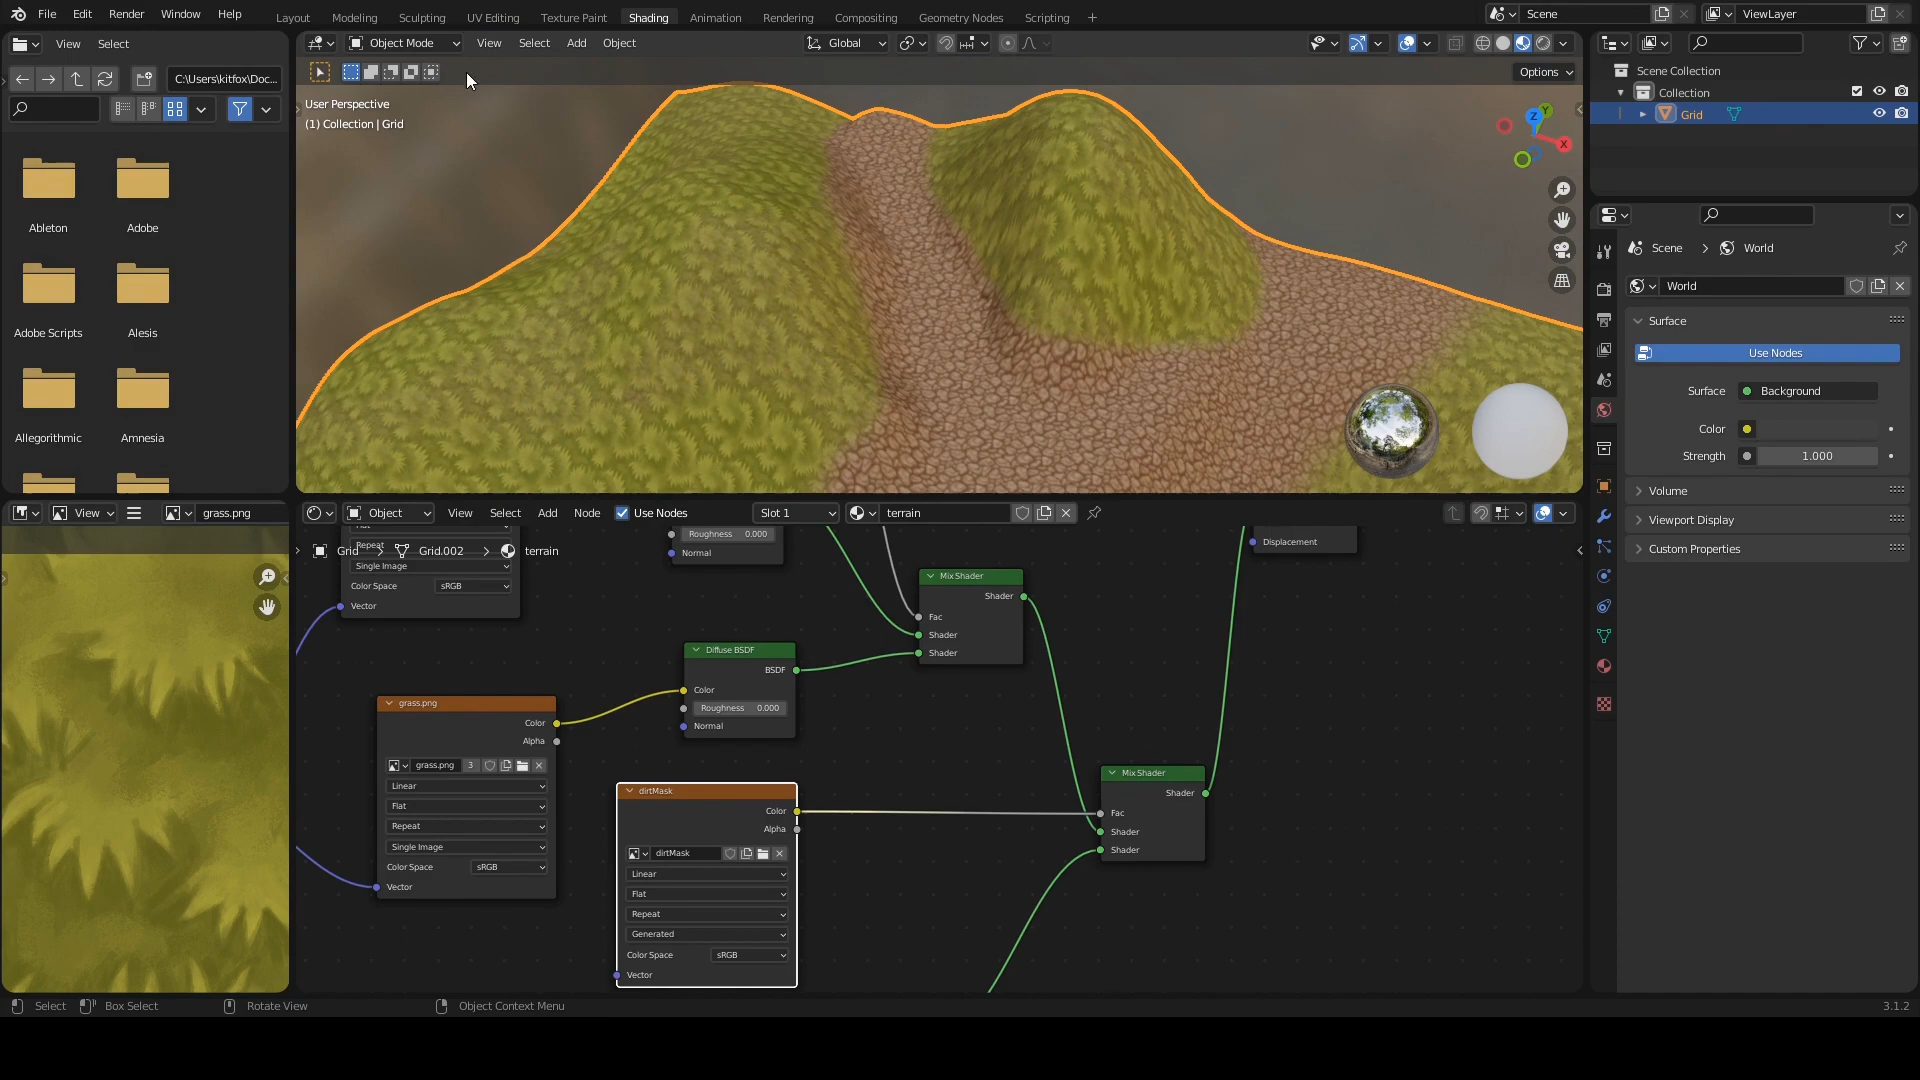 File Edit Render Window Help
Layout Modeling Sculpting UV Editing Texture Paint Shading Animation Rendering Compositing Geometry Nodes Scripting +
Scene
ViewLayer
View Select
C:\Users\kitfox\Doc...
Ableton Adobe
Adobe Scripts Alesis
Allegorithmic Amnesia
Object Mode View Select Add Object
Global
Options
User Perspective
(1) Collection | Grid
Z Y X
Scene Collection
Collection
Grid
Scene > World
World
Surface
Use Nodes
Surface Background
Color
Strength 1.000
Volume
Viewport Display
Custom Properties
View grass.png
Object View Select Add Node Use Nodes Slot 1 terrain
Grid > Grid.002 > terrain
Repeat
Single Image
Color Space sRGB
Vector
Roughness 0.000
Normal
Displacement
Mix Shader
Shader
Fac
Shader
Shader
Diffuse BSDF
BSDF
Color
Roughness 0.000
Normal
grass.png
Color
Alpha
grass.png 3
Linear
Flat
Repeat
Single Image
Color Space sRGB
Vector
dirtMask
Color
Alpha
dirtMask
Linear
Flat
Repeat
Generated
Color Space sRGB
Vector
Mix Shader
Shader
Fac
Shader
Shader
Select Box Select Rotate View Object Context Menu
3.1.2